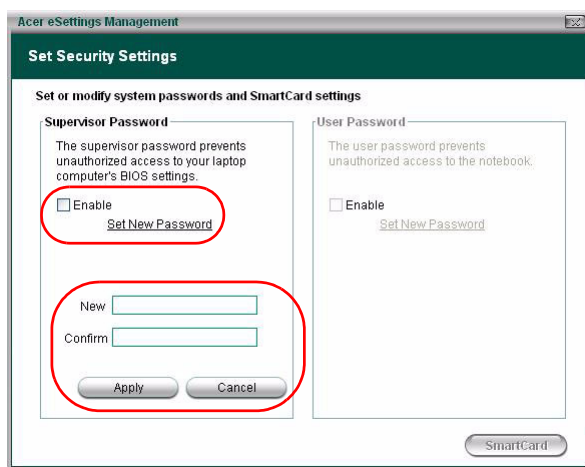 Acer eSettings Management
Set Security Settings
Set or modify system passwords and SmartCard settings
Supervisor Password
The supervisor password prevents
unauthorized access to your laptop
computer's BIOS settings.
Enable
Set New Password
New
Confirm
Apply
Cancel
User Password
The user password prevents
unauthorized access to the notebook.
Enable
Set New Password
SmartCard